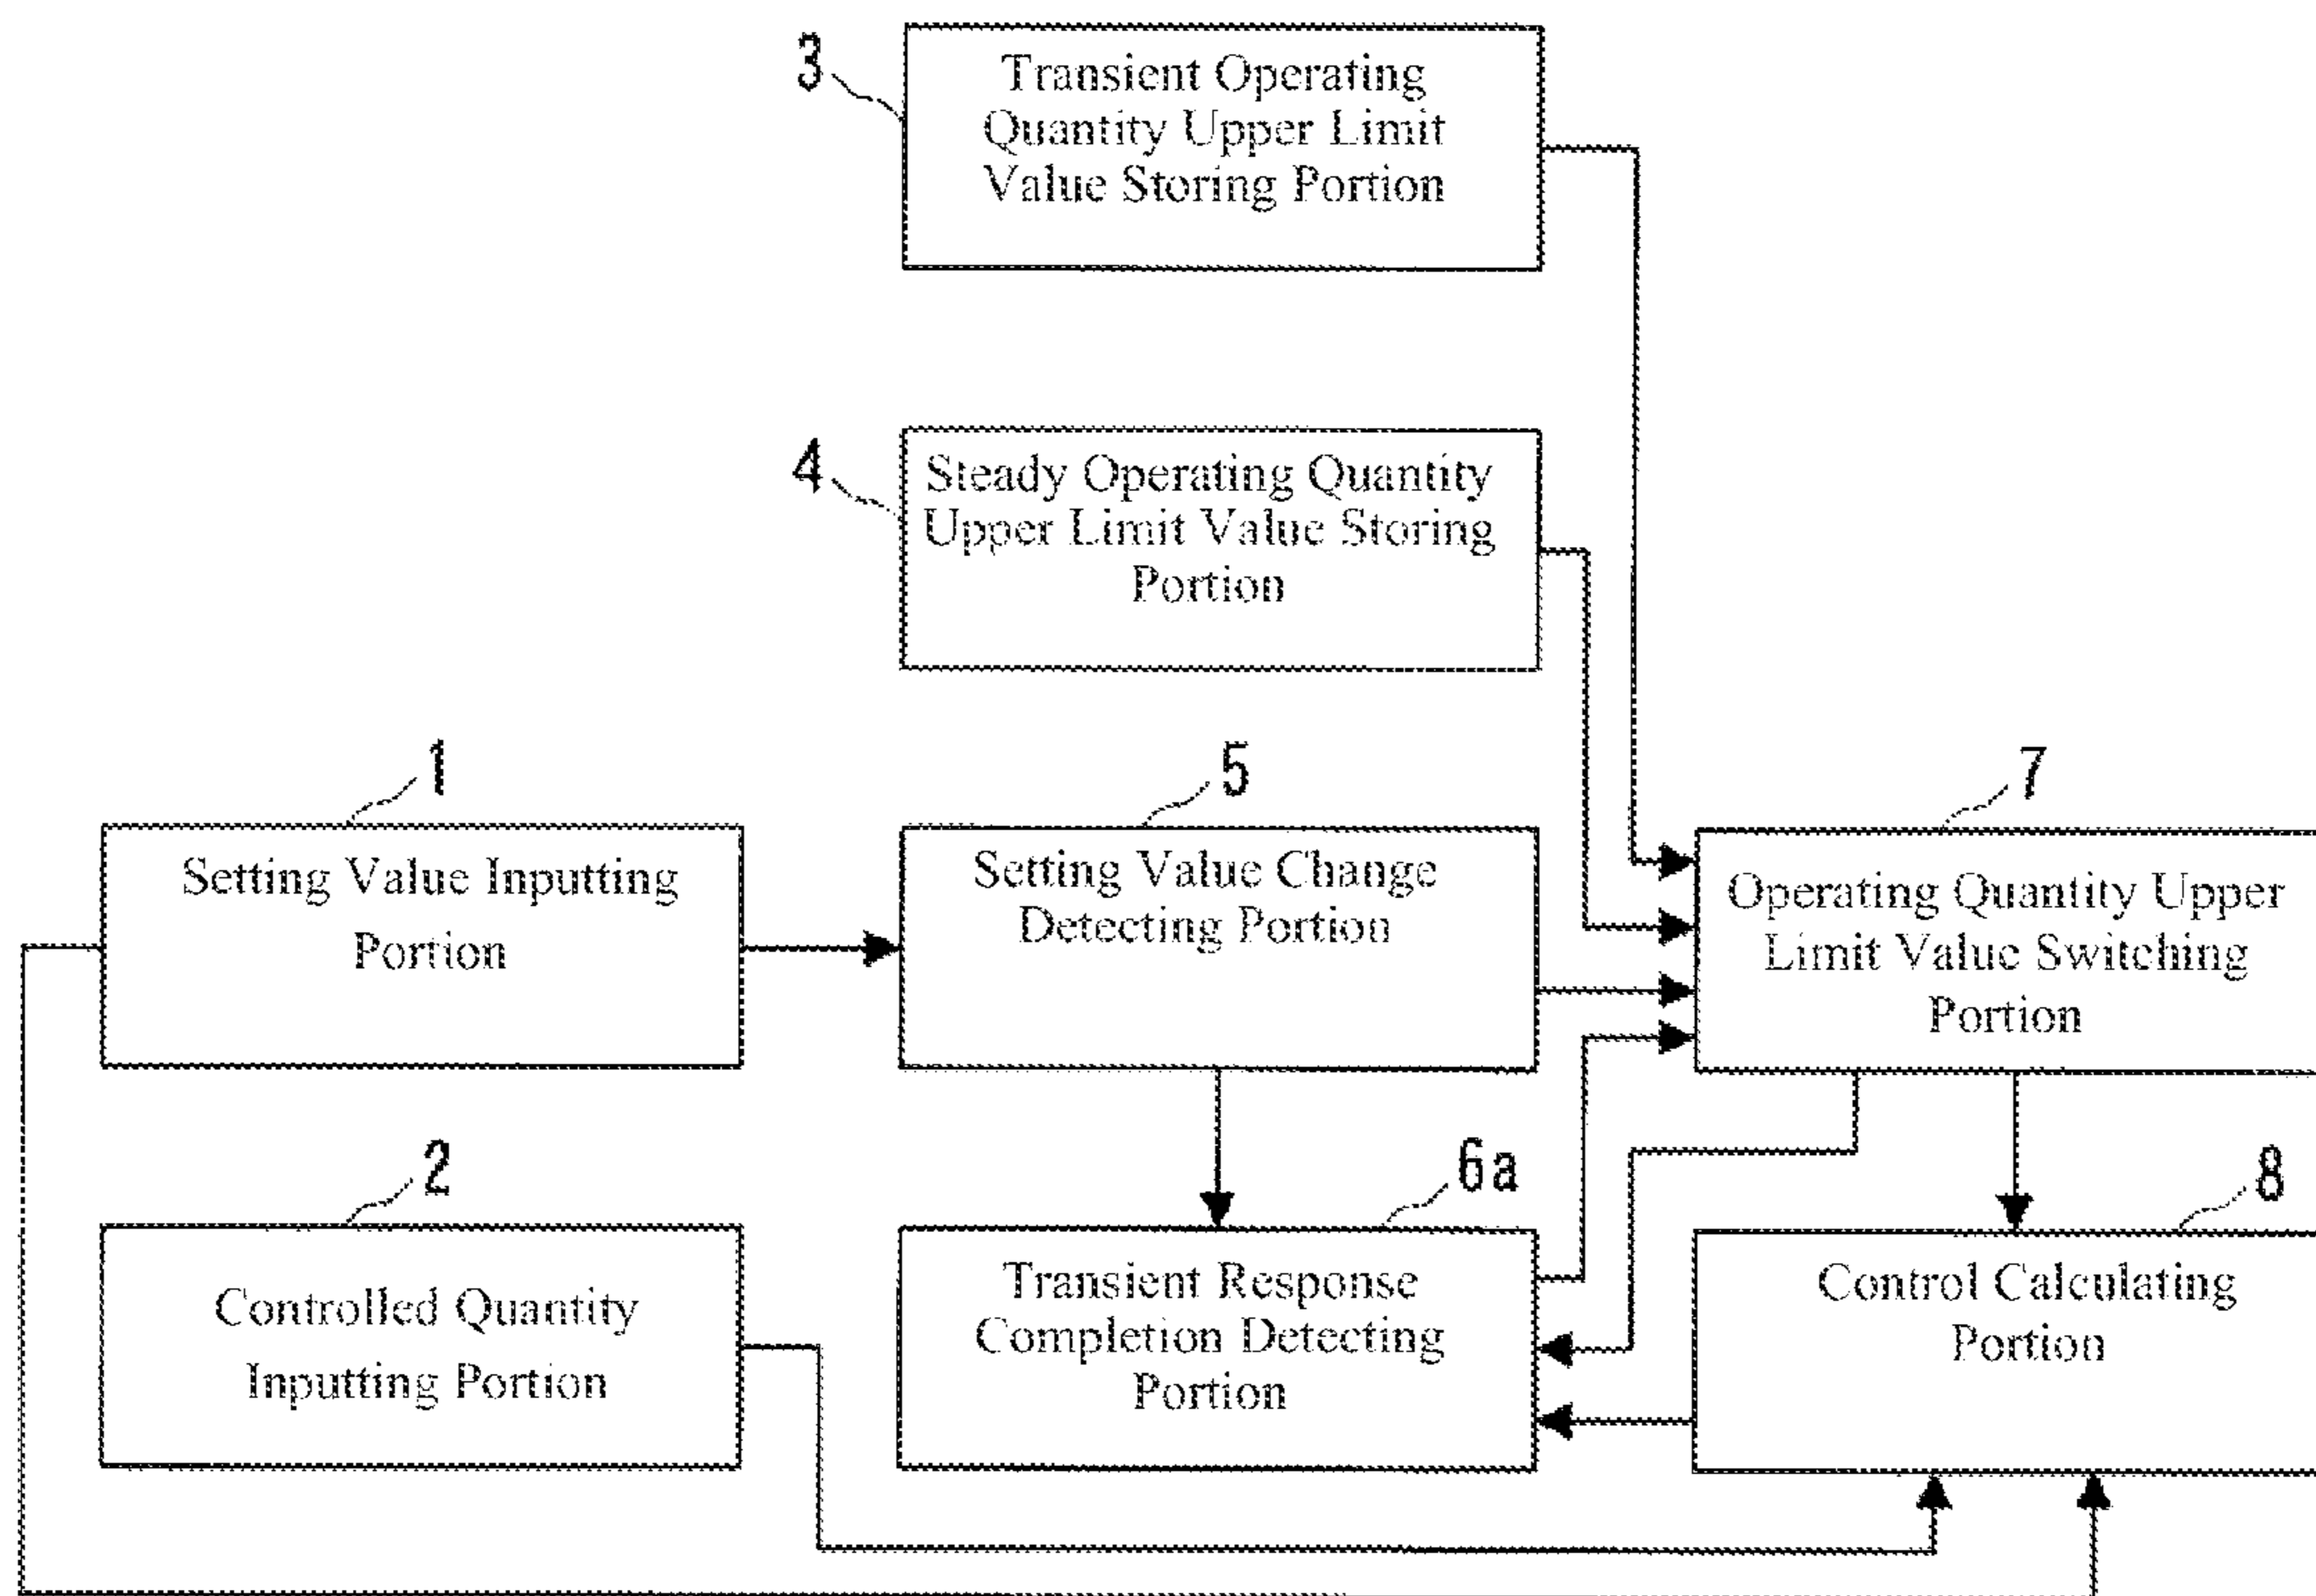 3
Transient Operating
Quantity Upper Limit
Value Storing Portion
4
Steady Operating Quantity
Upper Limit Value Storing
Portion
1
Setting Value Inputting
Portion
5
Setting Value Change
Detecting Portion
7
Operating Quantity Upper
Limit Value Switching
Portion
2
Controlled Quantity
Inputting Portion
6a
Transient Response
Completion Detecting
Portion
8
Control Calculating
Portion